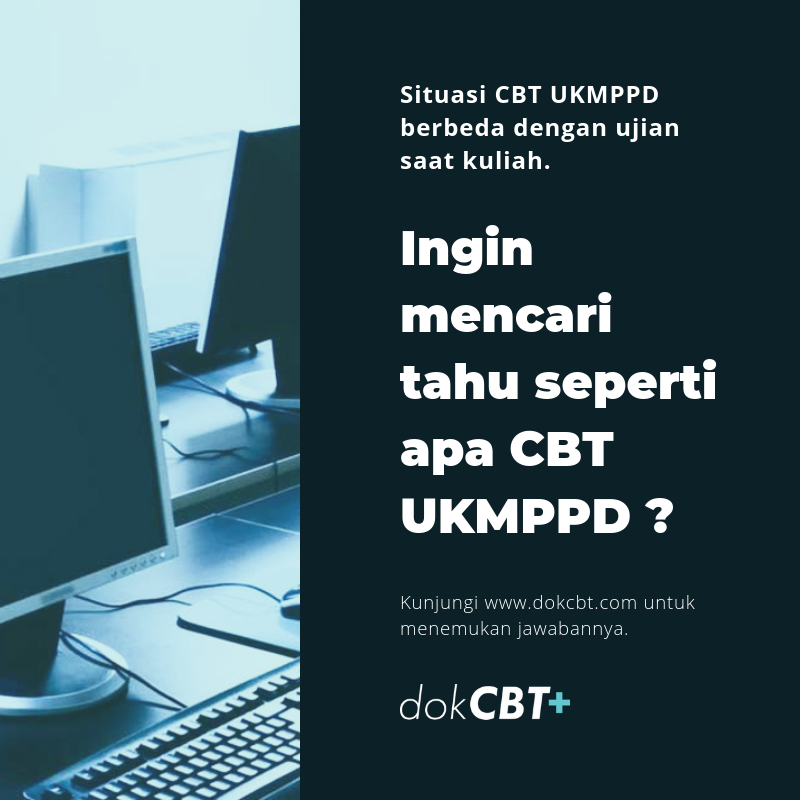 Situasi CBT UKMPPD
berbeda dengan ujian
saat kuliah.
Ingin
mencari
tahu seperti
apa CBT
UKMPPD ?
Kunjungi www.dokcbt.com untuk
menemukan jawabannya.
dokCBT+